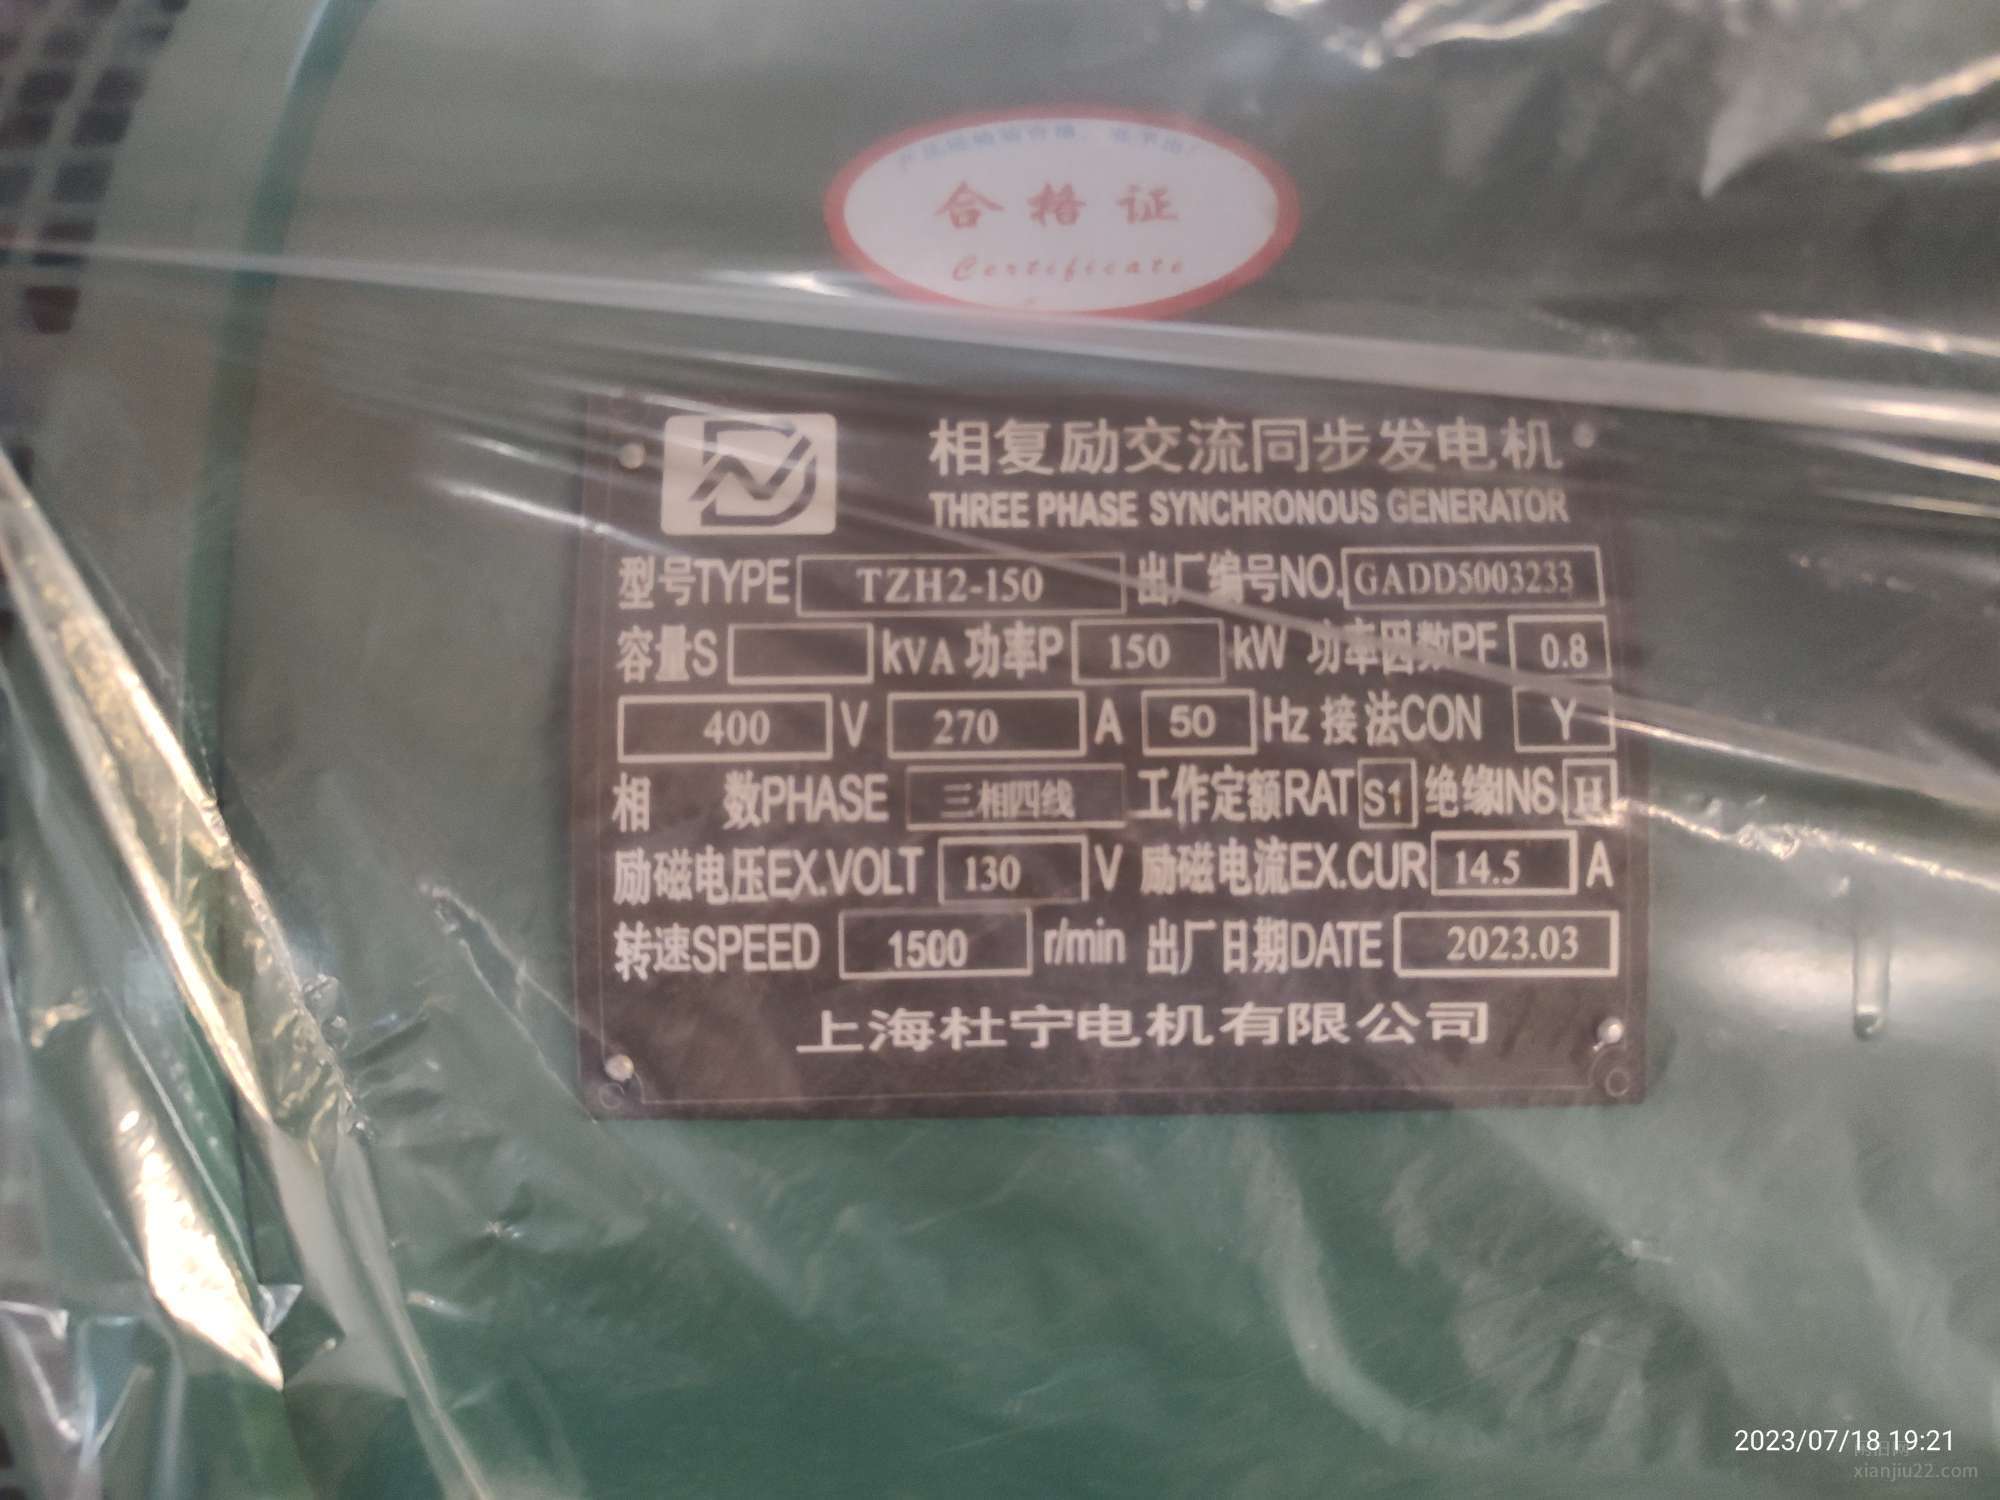 合格证
Certificate
相复励交流同步发电机
THREE PHASE SYNCHRONOUS GENERATOR
型号TYPE TZH2-150 出厂编号NO. GADD5003233
容量S kVA 功率P 150 kW 功率因数PF 0.8
400 V 270 A 50 Hz 接法CON Y
相 数PHASE 三相四线 工作定额RAT S1 绝缘INS H
励磁电压EX.VOLT 130 V 励磁电流EX.CUR 14.5 A
转速SPEED 1500 r/min 出厂日期DATE 2023.03
上海杜宁电机有限公司
2023/07/18 19:21
xianjiu22.com